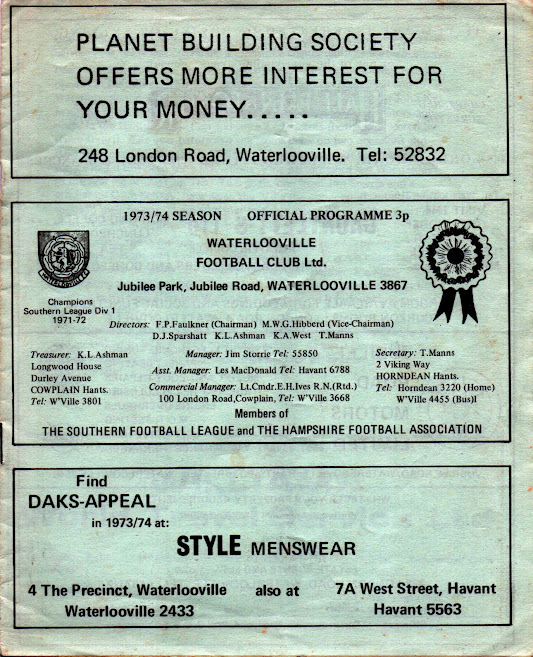 PLANET BUILDING SOCIETY
OFFERS MORE INTEREST FOR
YOUR MONEY.....
248 London Road, Waterlooville. Tel: 52832
1973/74 SEASON OFFICIAL PROGRAMME 3p
WATERLOOVILLE
FOOTBALL CLUB Ltd.
Jubilee Park, Jubilee Road, WATERLOOVILLE 3867
Champions
Southern League Div 1
1971-72
Directors: F.P.Faulkner (Chairman) M.W.G.Hibberd (Vice-Chairman)
D.J.Sparshatt K.L.Ashman K.A.West T.Manns
Treasurer: K.L.Ashman
Longwood House
Durley Avenue
COWPLAIN Hants.
Tel: W'Ville 3801
Manager: Jim Storrie Tel: 55850
Asst. Manager: Les MacDonald Tel: Havant 6788
Commercial Manager: Lt.Cmdr.E.H.Ives R.N.(Rtd.)
100 London Road,Cowplain, Tel: W'Ville 3668
Secretary: T.Manns
2 Viking Way
HORNDEAN Hants.
Tel: Horndean 3220 (Home)
W'Ville 4455 (Bus)l
Members of
THE SOUTHERN FOOTBALL LEAGUE and THE HAMPSHIRE FOOTBALL ASSOCIATION
Find
DAKS-APPEAL
in 1973/74 at:
STYLE MENSWEAR
4 The Precinct, Waterlooville
Waterlooville 2433
also at
7A West Street, Havant
Havant 5563